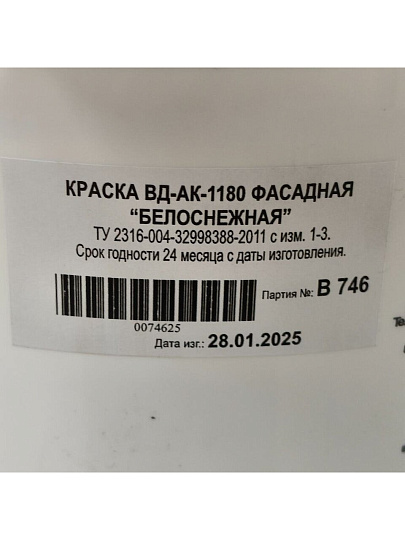 КРАСКА ВД-АК-1180 ФАСАДНАЯ
“БЕЛОСНЕЖНАЯ”
ТУ 2316-004-32998388-2011 с изм. 1-3.
Срок годности 24 месяца с даты изготовления.
Партия №: В 746
0074625
Дата изг.: 28.01.2025